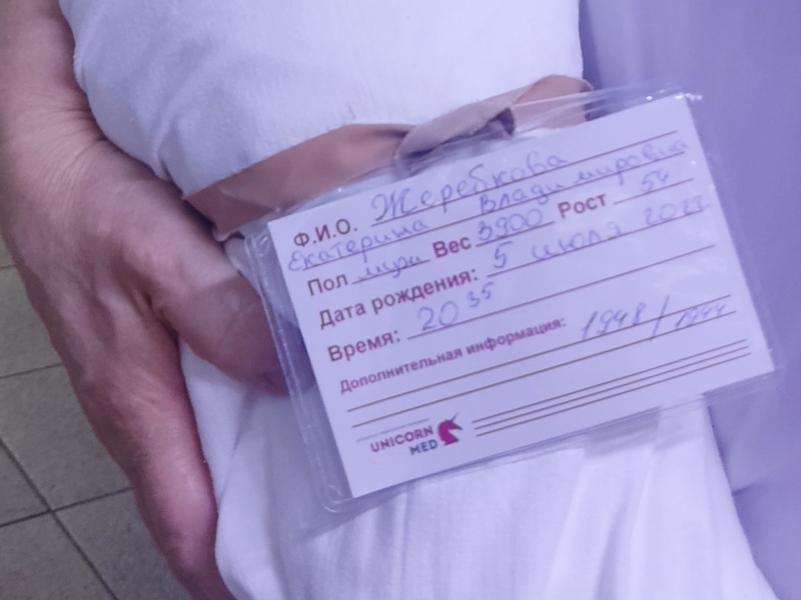 Ф.И.О. Жеребкова
Екатерина Владимировна
Пол муж Вес 3900 Рост 54
Дата рождения: 5 июля 2022
Время: 20 35
Дополнительная информация: 1948 / 1944
UNICORN
MED